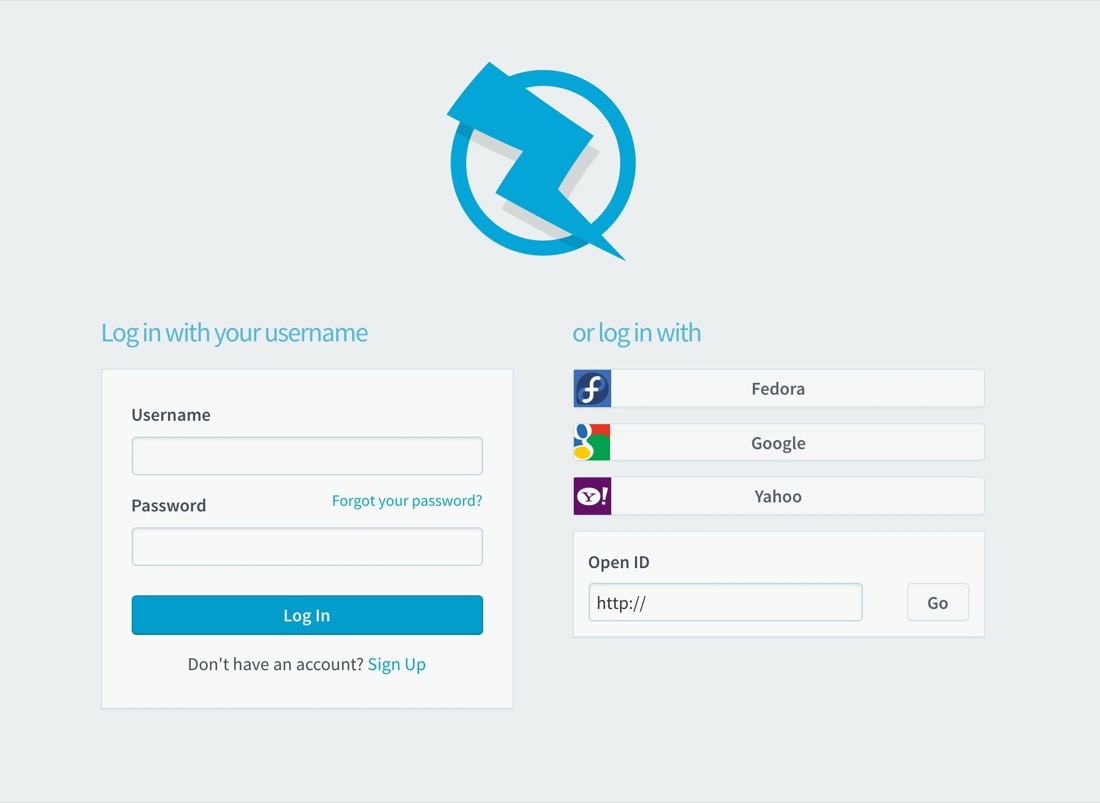 Log in with your username
Username
Password
Forgot your password?
Log In
Don't have an account? Sign Up
or log in with
Fedora
Google
Yahoo
Y!
Open ID
http://
Go